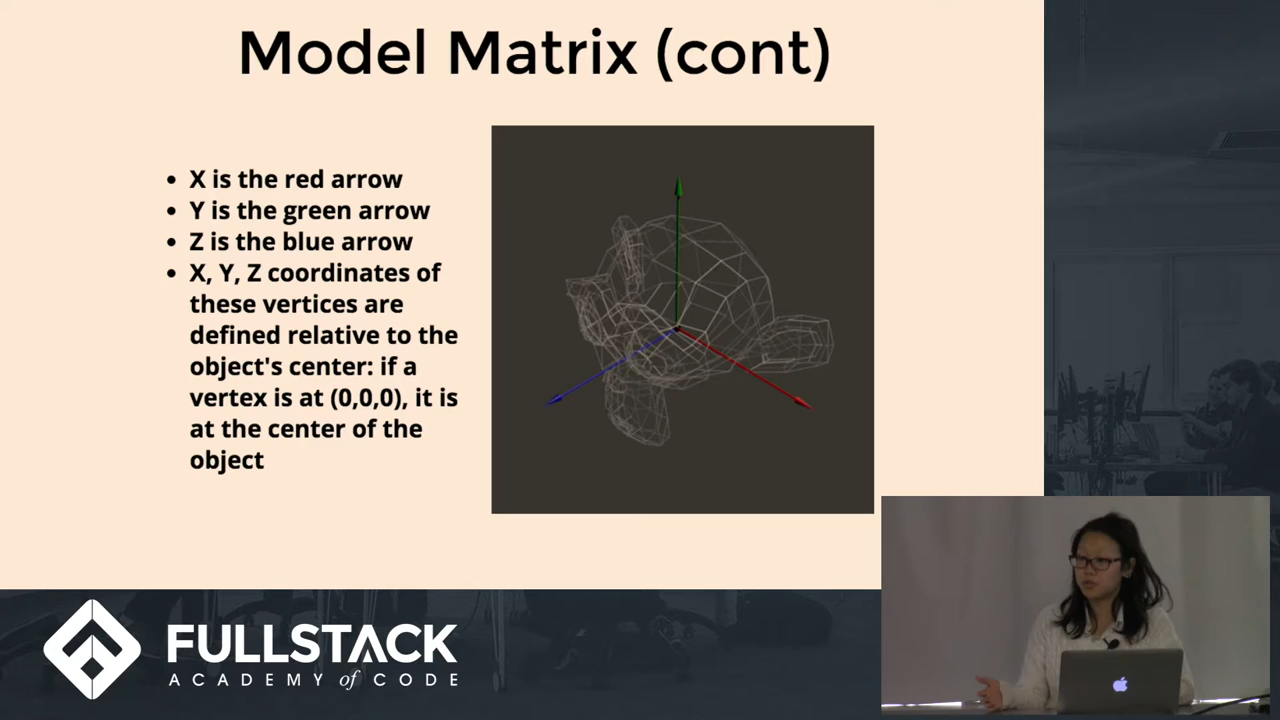 Model Matrix (cont)
• X is the red arrow
• Y is the green arrow
• Z is the blue arrow
• X, Y, Z coordinates of
these vertices are
defined relative to the
object's center: if a
vertex is at (0,0,0), it is
at the center of the
object
FULLSTACK
ACADEMY of CODE